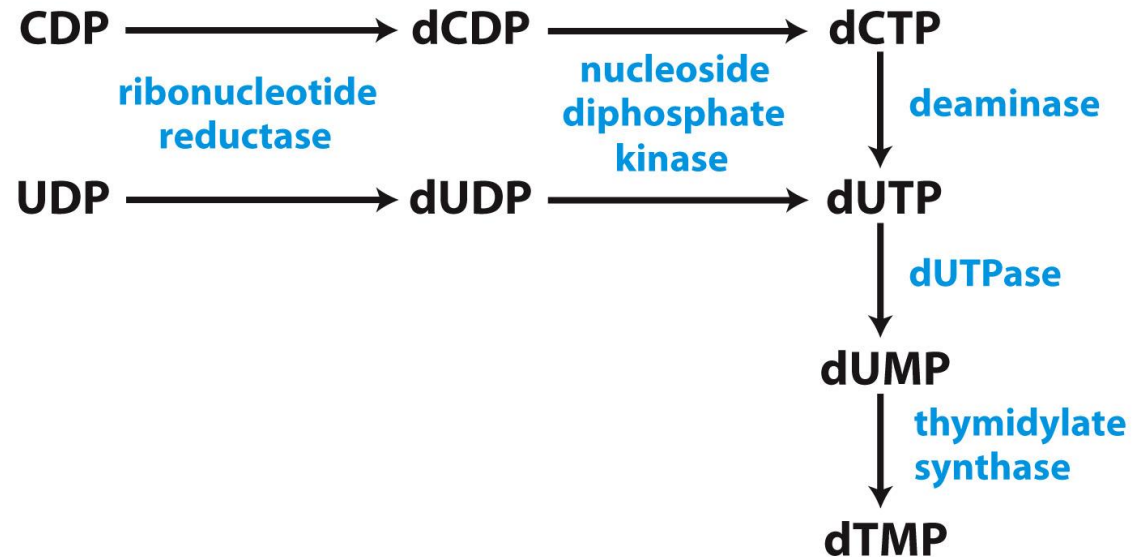 CDP dCDP dCTP
ribonucleotide
reductase
nucleoside
diphosphate
kinase
deaminase
UDP dUDP dUTP
dUTPase
dUMP
thymidylate
synthase
dTMP